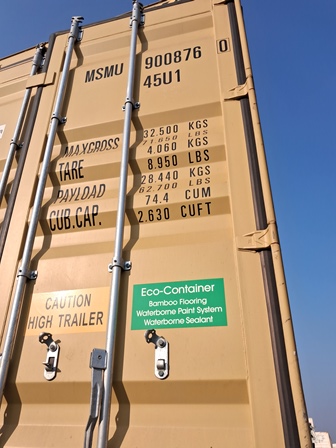 MSMU 900876 0
45U1
MAXGROSS 32.500 KGS
71.650 LBS
TARE 4.060 KGS
8.950 LBS
PAYLOAD 28.440 KGS
62.700 LBS
CUB.CAP. 74.4 CUM
2.630 CUFT
CAUTION
HIGH TRAILER
Eco-Container
Bamboo Flooring
Waterborne Paint System
Waterborne Sealant